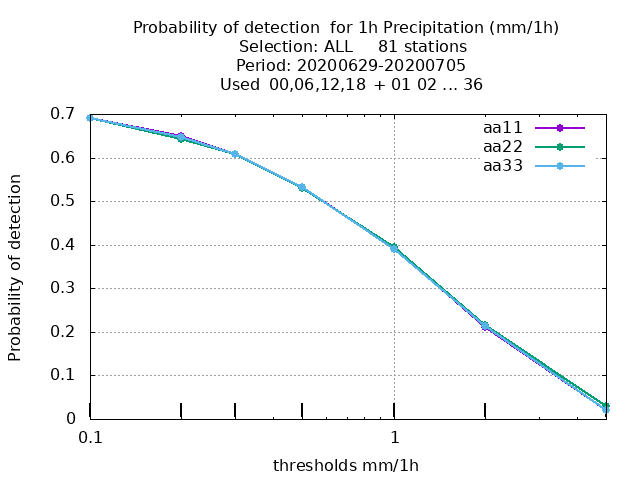 Probability of detection  for 1h Precipitation (mm/1h)
Selection: ALL     81 stations
Period: 20200629-20200705
Used 00,06,12,18 + 01 02 ... 36
aa11
aa22
aa33
0.7
0.6
0.5
0.4
0.3
0.2
0.1
0
Probability of detection
0.1
1
thresholds mm/1h